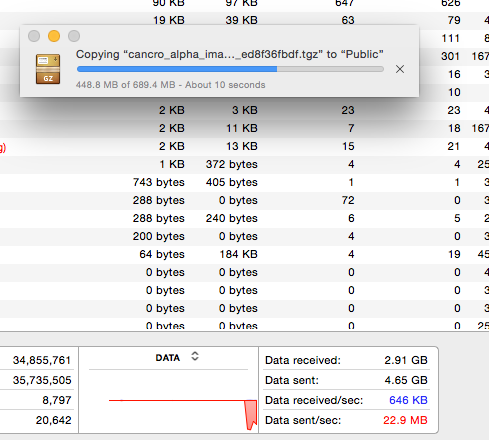 90 KB 97 KB 647 626
19 KB 39 KB 63 79 4
Copying “cancro_alpha_ima…_ed8f36fbdf.tgz” to “Public”
448.8 MB of 689.4 MB - About 10 seconds
GZ
111 8
301 167
16 3
10
2 KB 3 KB 23 23 4
2 KB 11 KB 7 18 167
g) 2 KB 13 KB 15 21 4
1 KB 372 bytes 4 4 25
743 bytes 405 bytes 1 1 3
288 bytes 0 bytes 72 0 3
288 bytes 240 bytes 6 5 2
200 bytes 0 bytes 4 0 3
64 bytes 184 KB 4 19 45
0 bytes 0 bytes 0 0 3
0 bytes 0 bytes 0 0 3
0 bytes 0 bytes 0 0 3
0 bytes 0 bytes 0 0 25
34,855,761 DATA Data received: 2.91 GB
35,735,505 Data sent: 4.65 GB
8,797 Data received/sec: 646 KB
20,642 Data sent/sec: 22.9 MB